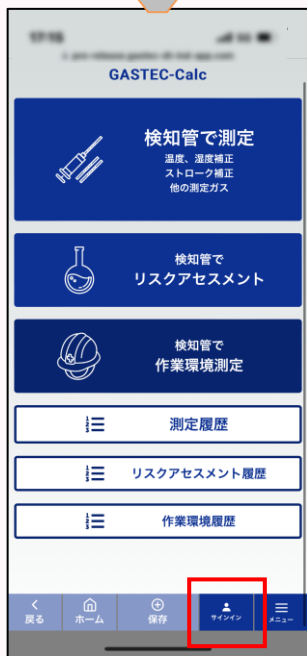 17:15
GASTEC-Calc
検知管で測定
温度、湿度補正
ストローク補正
他の測定ガス
検知管で
リスクアセスメント
検知管で
作業環境測定
測定履歴
リスクアセスメント履歴
作業環境履歴
戻る
ホーム
保存
サインイン
メニュー